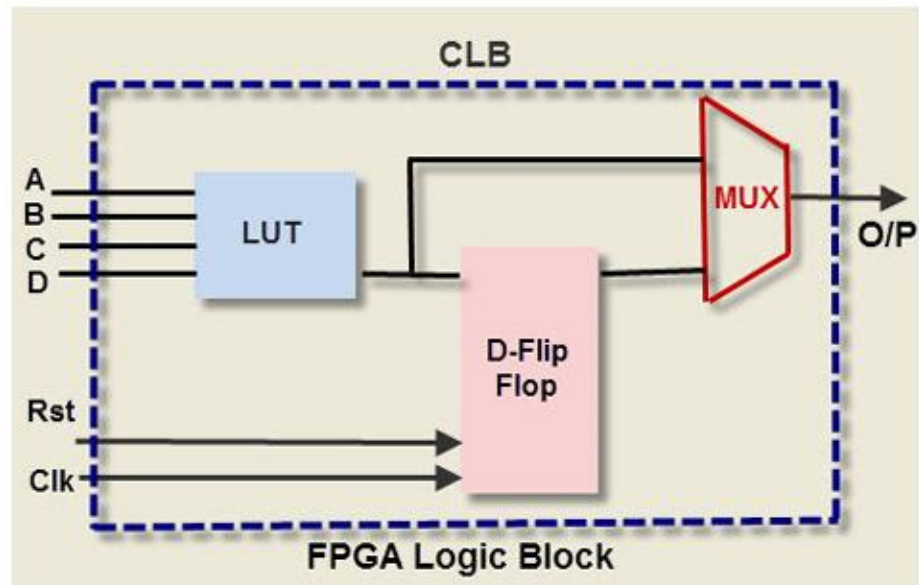 CLB
A
B
C
D
LUT
MUX
O/P
D-Flip
Flop
Rst
Clk
FPGA Logic Block